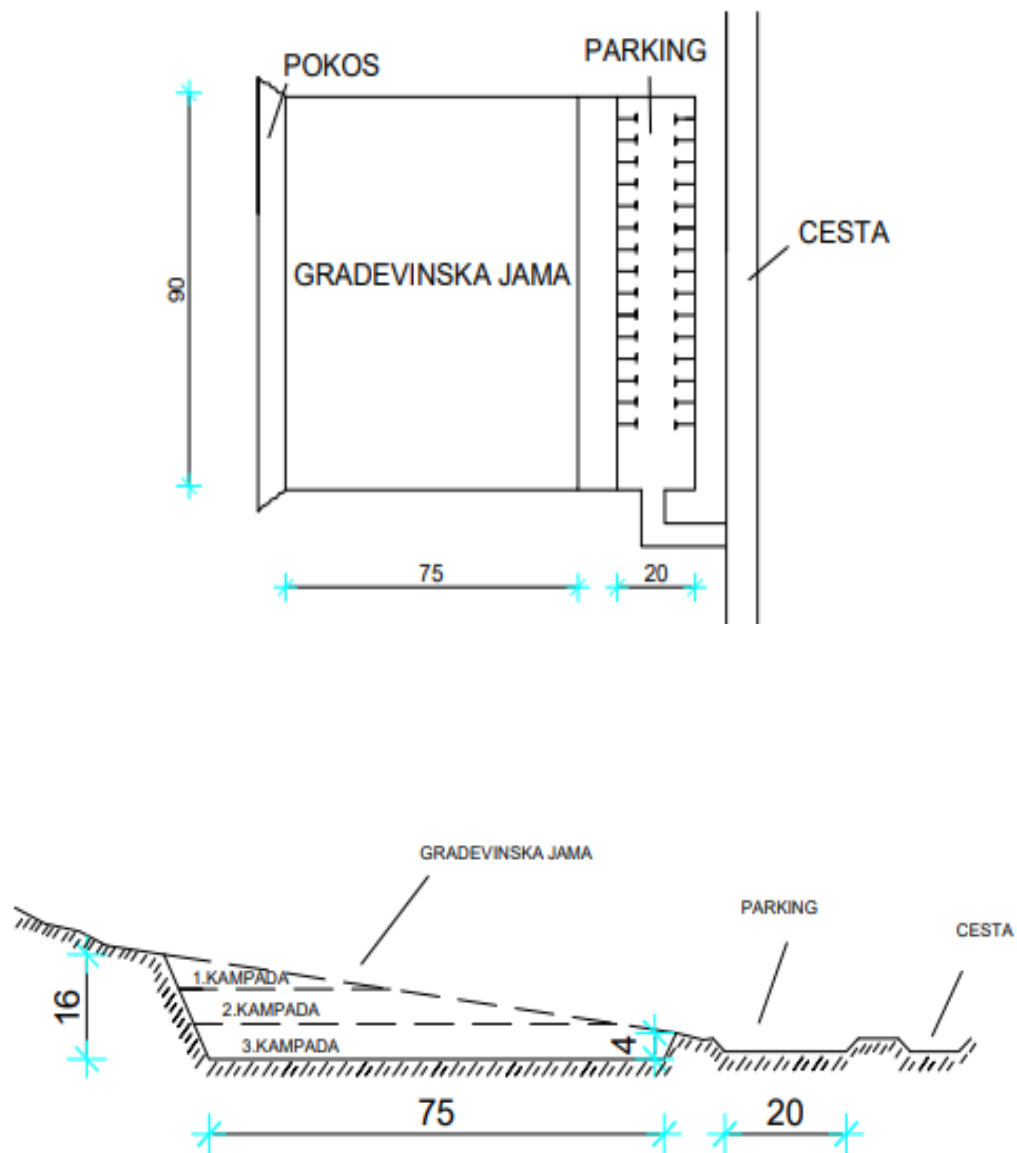 POKOS
PARKING
CESTA
GRADEVINSKA JAMA
90
75
20
GRADEVINSKA JAMA
PARKING
CESTA
1.KAMPADA
2.KAMPADA
3.KAMPADA
16
4
75
20